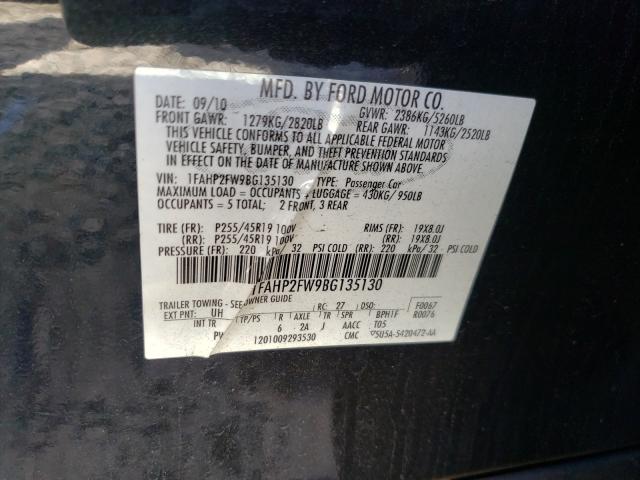 MFD. BY FORD MOTOR CO.
DATE: 09/10 GVWR: 2386KG/5260LB
FRONT GAWR: 1279KG/2820LB REAR GAWR: 1143KG/2520LB
THIS VEHICLE CONFORMS TO ALL APPLICABLE FEDERAL MOTOR
VEHICLE SAFETY, BUMPER, AND THEFT PREVENTION STANDARDS
IN EFFECT ON THE DATE OF MANUFACTURE SHOWN ABOVE.
VIN: 1FAHP2FW9BG135130 TYPE: Passenger Car
MAXIMUM LOAD = OCCUPANTS + LUGGAGE = 430KG/ 950LB
OCCUPANTS = 5 TOTAL: 2 FRONT, 3 REAR
TIRE (FR): P255/45R19 100V RIMS (FR): 19X8.0J
(RR): P255/45R19 100V (RR): 19X8.0J
PRESSURE (FR): 220 kPa/ 32 PSI COLD (RR): 220 kPa/ 32 PSI COLD
1FAHP2FW9BG135130
TRAILER TOWING - SEE OWNER GUIDE
EXT PNT: UH RC: 27 DSO: F0067
INT TR TP/PS R AXLE TR SPR BPHIF R0076
6 2A J AACC T05
PW 1201009293530 CMC 5U5A-5420472-AA